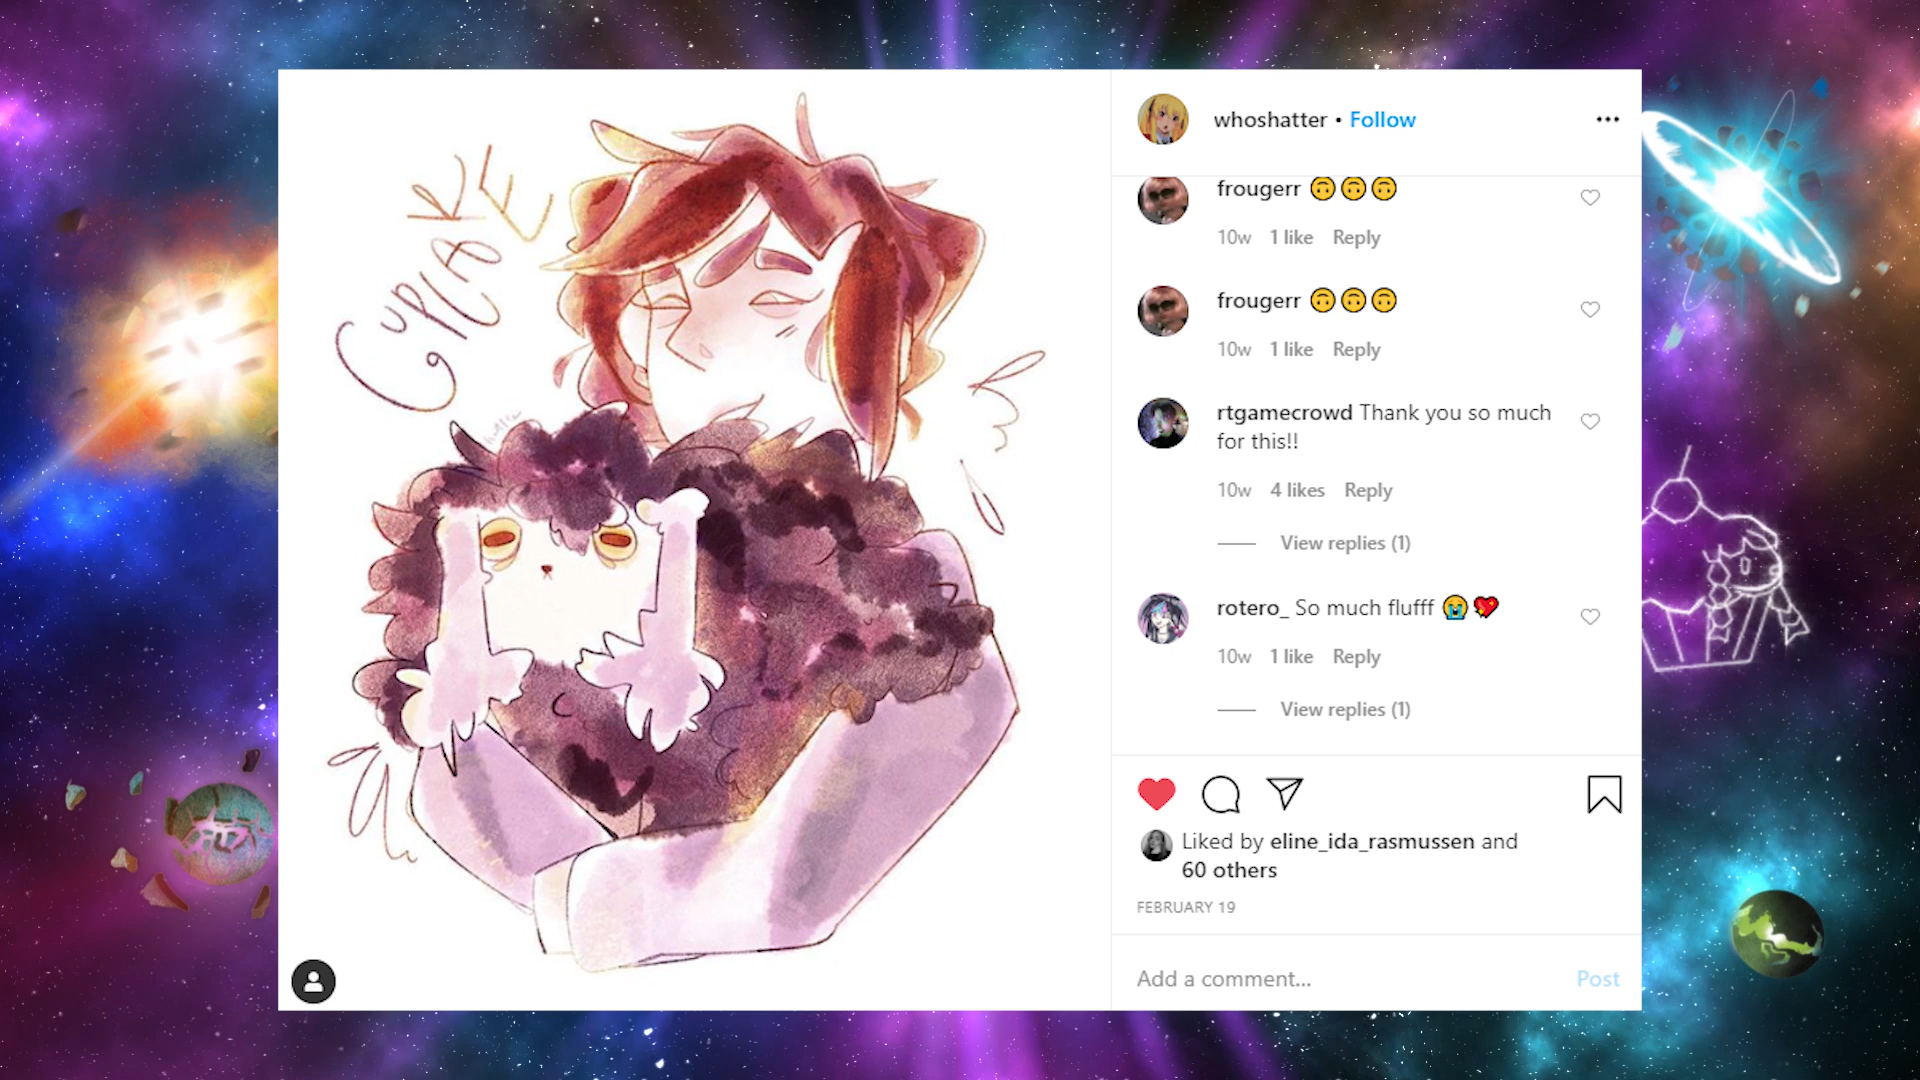 CUPCAKE
whoshatter • Follow
frougerr 🙃🙃🙃
10w 1 like Reply
frougerr 🙃🙃🙃
10w 1 like Reply
rtgamecrowd Thank you so much
for this!!
10w 4 likes Reply
View replies (1)
rotero_ So much flufff 😭💖
10w 1 like Reply
View replies (1)
Liked by eline_ida_rasmussen and
60 others
FEBRUARY 19
Add a comment... Post